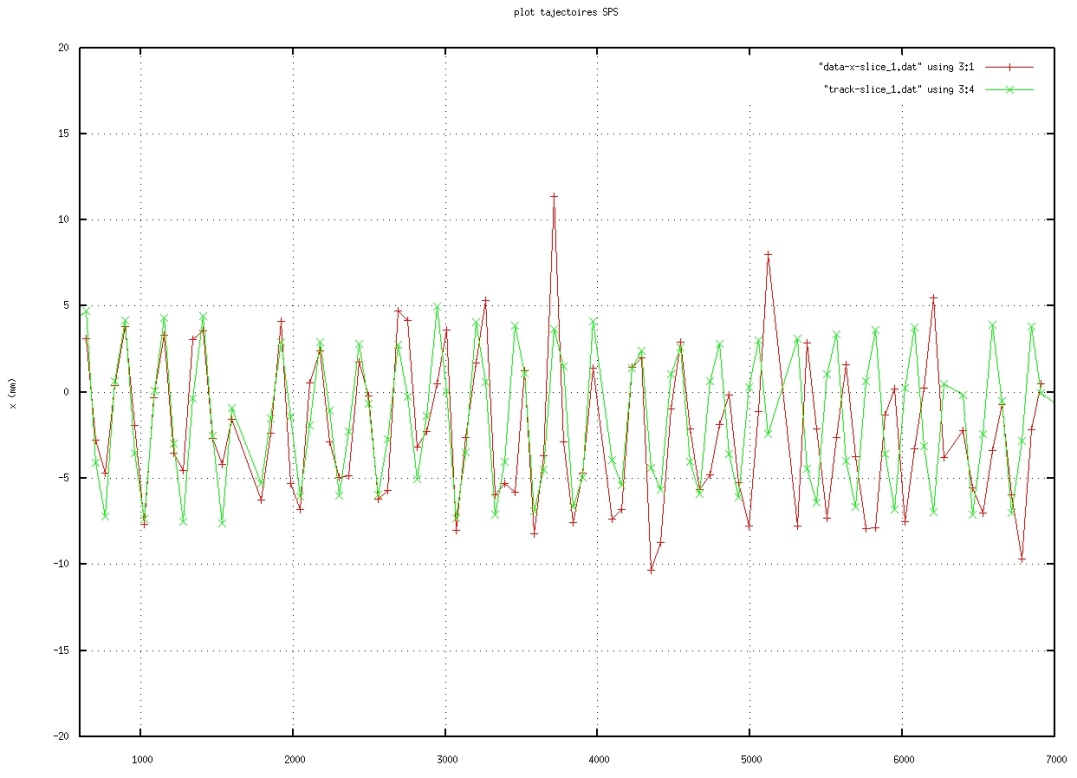 plot tajectoires SPS
20
"data-x-slice_1.dat" using 3:1
"track-slice_1.dat" using 3:4
15
10
5
x (mm)
0
-5
-10
-15
-20
1000 2000 3000 4000 5000 6000 7000